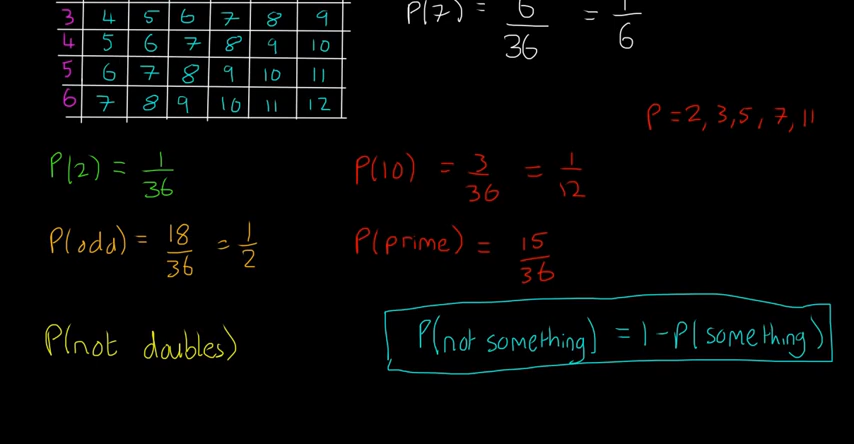 3 4 5 6 7 8 9
4 5 6 7 8 9 10
5 6 7 8 9 10 11
6 7 8 9 10 11 12
P(7) = 6/36 = 1/6
P = 2, 3, 5, 7, 11
P(2) = 1/36
P(10) = 3/36 = 1/12
P(odd) = 18/36 = 1/2
P(prime) = 15/36
P(not doubles)
P(not something) = 1 - P(something)